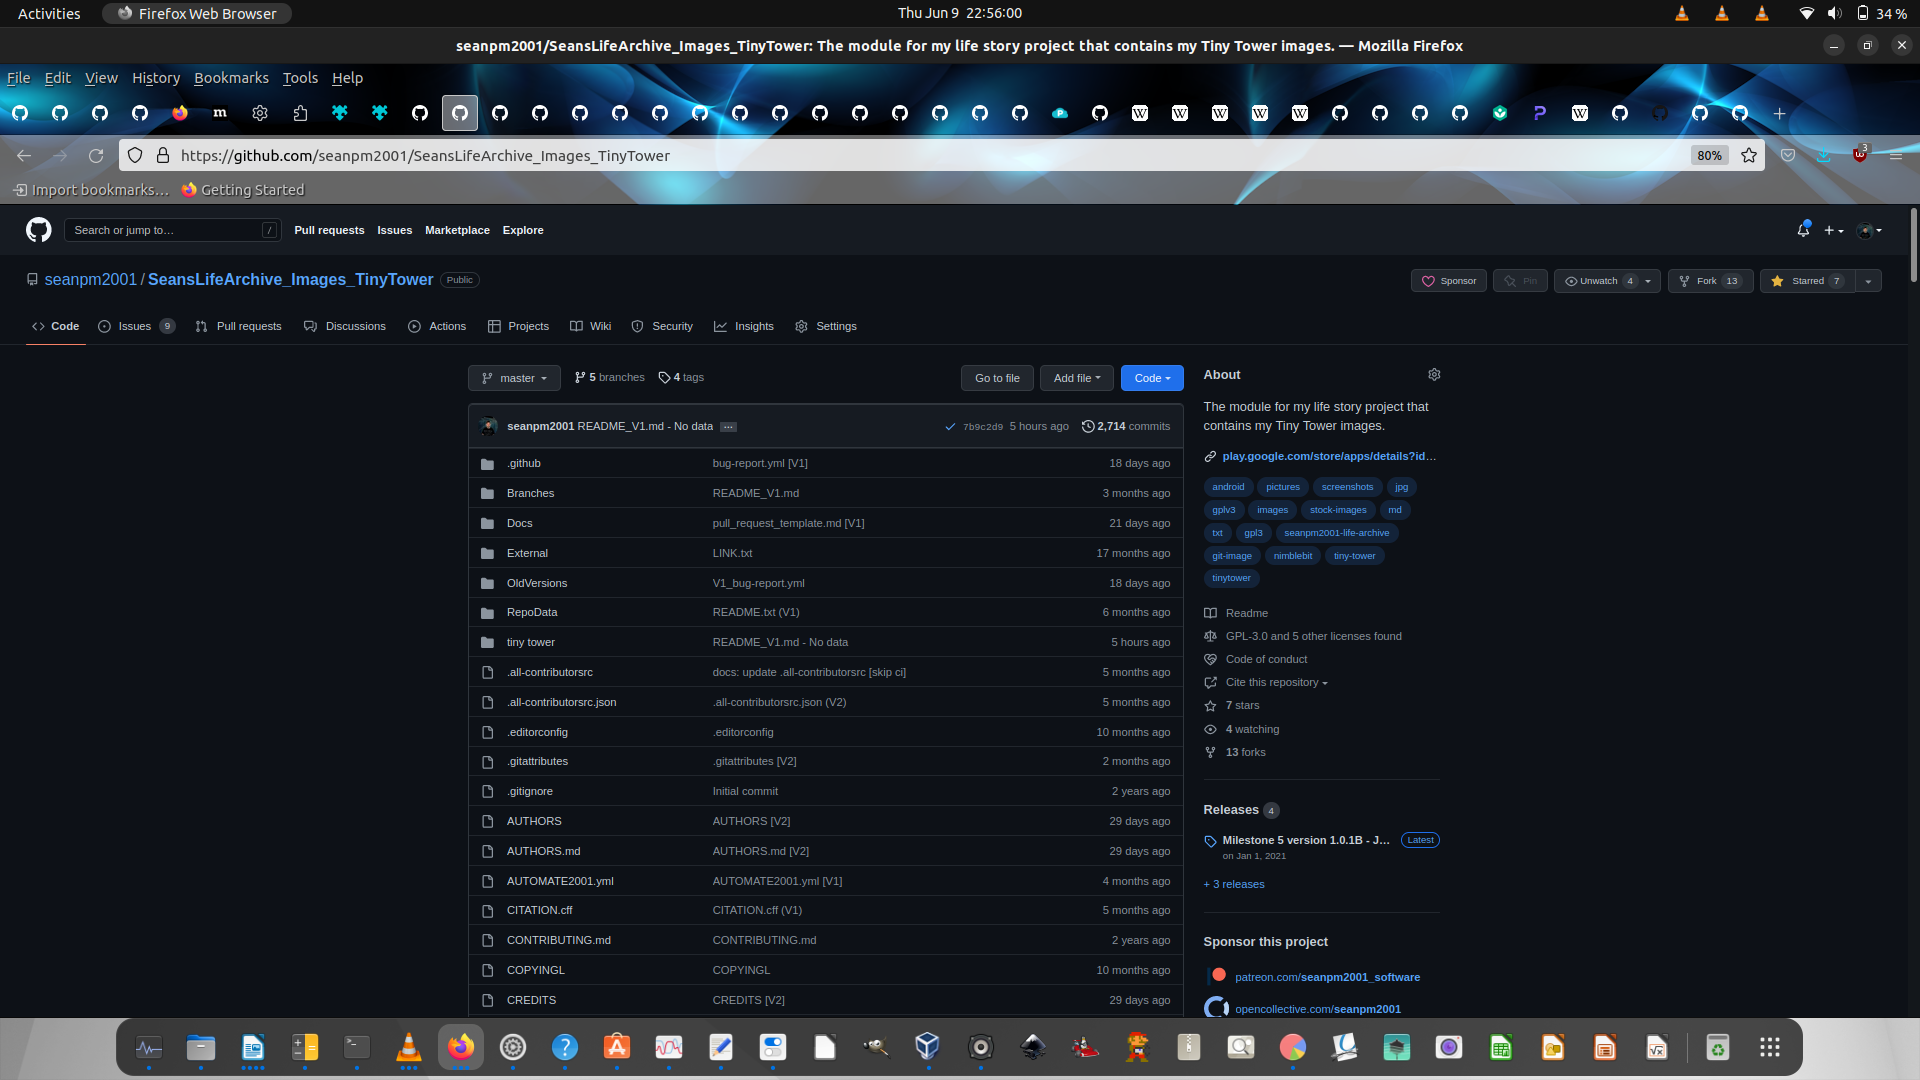 Activities
Firefox Web Browser
Thu Jun 9 22:56:00
34 %
seanpm2001/SeansLifeArchive_Images_TinyTower: The module for my life story project that contains my Tiny Tower images. — Mozilla Firefox
File Edit View History Bookmarks Tools Help
https://github.com/seanpm2001/SeansLifeArchive_Images_TinyTower
80%
3
Import bookmarks… Getting Started
Search or jump to… /
Pull requests Issues Marketplace Explore
seanpm2001 / SeansLifeArchive_Images_TinyTower Public
Sponsor Pin Unwatch 4 Fork 13 Starred 7
Code Issues 9 Pull requests Discussions Actions Projects Wiki Security Insights Settings
master 5 branches 4 tags Go to file Add file Code
seanpm2001 README_V1.md - No data ... 7b9c2d9 5 hours ago 2,714 commits
.github bug-report.yml [V1] 18 days ago
Branches README_V1.md 3 months ago
Docs pull_request_template.md [V1] 21 days ago
External LINK.txt 17 months ago
OldVersions V1_bug-report.yml 18 days ago
RepoData README.txt (V1) 6 months ago
tiny tower README_V1.md - No data 5 hours ago
.all-contributorsrc docs: update .all-contributorsrc [skip ci] 5 months ago
.all-contributorsrc.json .all-contributorsrc.json (V2) 5 months ago
.editorconfig .editorconfig 10 months ago
.gitattributes .gitattributes [V2] 2 months ago
.gitignore Initial commit 2 years ago
AUTHORS AUTHORS [V2] 29 days ago
AUTHORS.md AUTHORS.md [V2] 29 days ago
AUTOMATE2001.yml AUTOMATE2001.yml [V1] 4 months ago
CITATION.cff CITATION.cff (V1) 5 months ago
CONTRIBUTING.md CONTRIBUTING.md 2 years ago
COPYINGL COPYINGL 10 months ago
CREDITS CREDITS [V2] 29 days ago
About
The module for my life story project that
contains my Tiny Tower images.
play.google.com/store/apps/details?id…
android pictures screenshots jpg
gplv3 images stock-images md
txt gpl3 seanpm2001-life-archive
git-image nimblebit tiny-tower
tinytower
Readme
GPL-3.0 and 5 other licenses found
Code of conduct
Cite this repository
7 stars
4 watching
13 forks
Releases 4
Milestone 5 version 1.0.1B - J… Latest
on Jan 1, 2021
+ 3 releases
Sponsor this project
patreon.com/seanpm2001_software
opencollective.com/seanpm2001